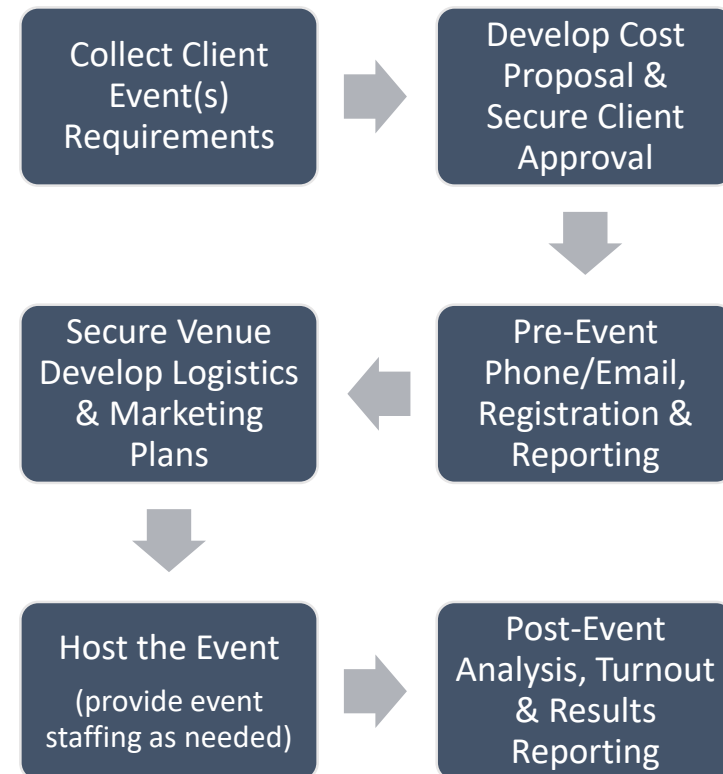 Collect Client
Event(s)
Requirements
Develop Cost
Proposal &
Secure Client
Approval
Pre-Event
Phone/Email,
Registration &
Reporting
Secure Venue
Develop Logistics
& Marketing
Plans
Host the Event
(provide event
staffing as needed)
Post-Event
Analysis, Turnout
& Results
Reporting